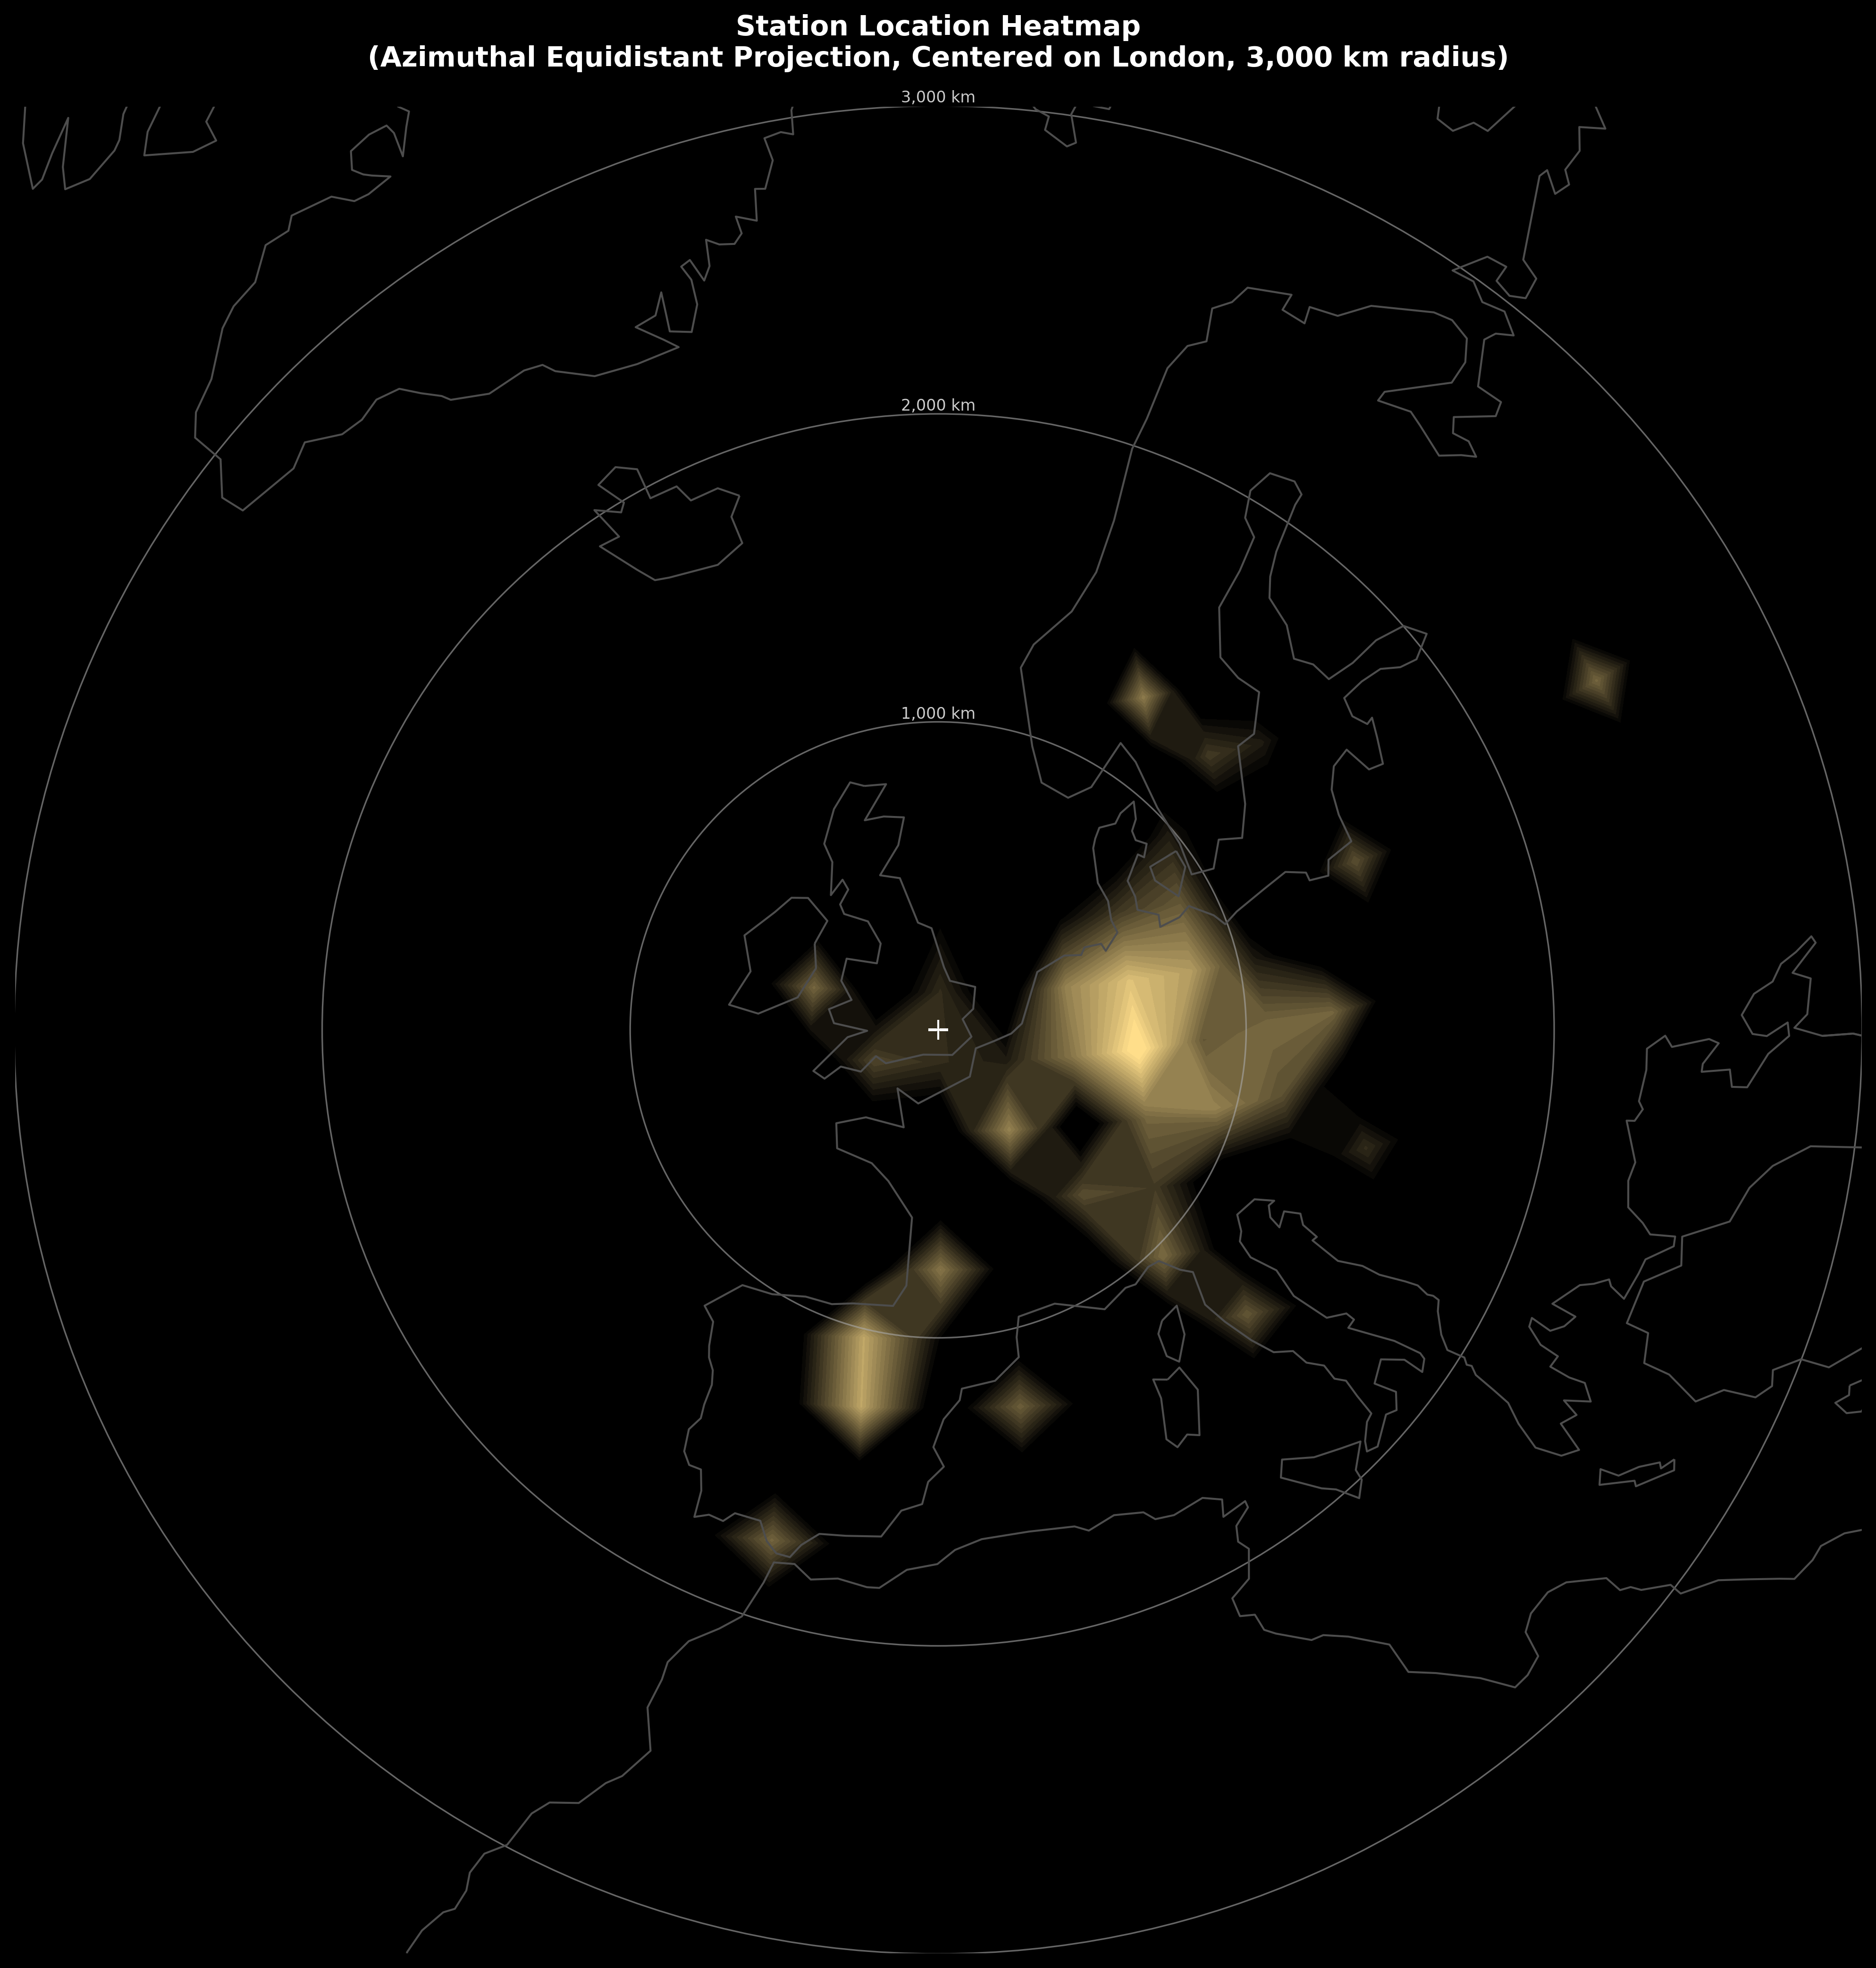 Station Location Heatmap
(Azimuthal Equidistant Projection, Centered on London, 3,000 km radius)
3,000 km
2,000 km
1,000 km